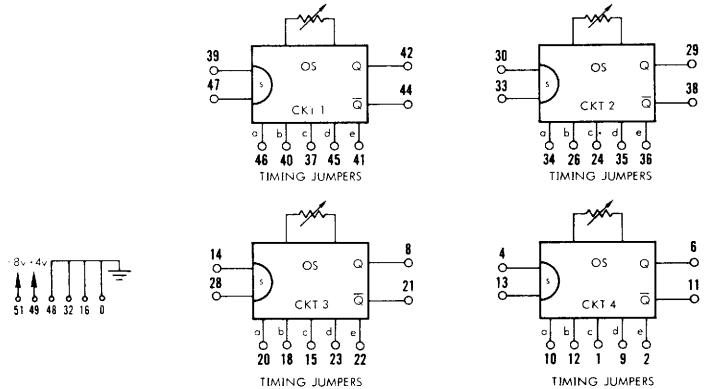 39 OS Q 42
47 S Q 44
CKT 1
a b c d e
46 40 37 45 41
TIMING JUMPERS
30 OS Q 29
33 S Q 38
CKT 2
a b c d e
34 26 24 35 36
TIMING JUMPERS
8v +4v
51 49 48 32 16 0
14 OS Q 8
28 S Q 21
CKT 3
a b c d e
20 18 15 23 22
TIMING JUMPERS
4 OS Q 6
13 S Q 11
CKT 4
a b c d e
10 12 1 9 2
TIMING JUMPERS